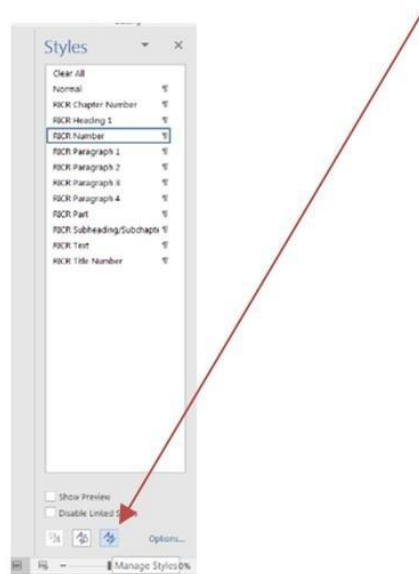 Styles
Clear All
Normal
RICR Chapter Number
RICR Heading 1
RICR Number
RICR Paragraph 1
RICR Paragraph 2
RICR Paragraph 3
RICR Paragraph 4
RICR Part
RICR Subheading/Subchapte
RICR Text
RICR Title Number
Show Preview
Disable Linked
Options...
Manage Styles